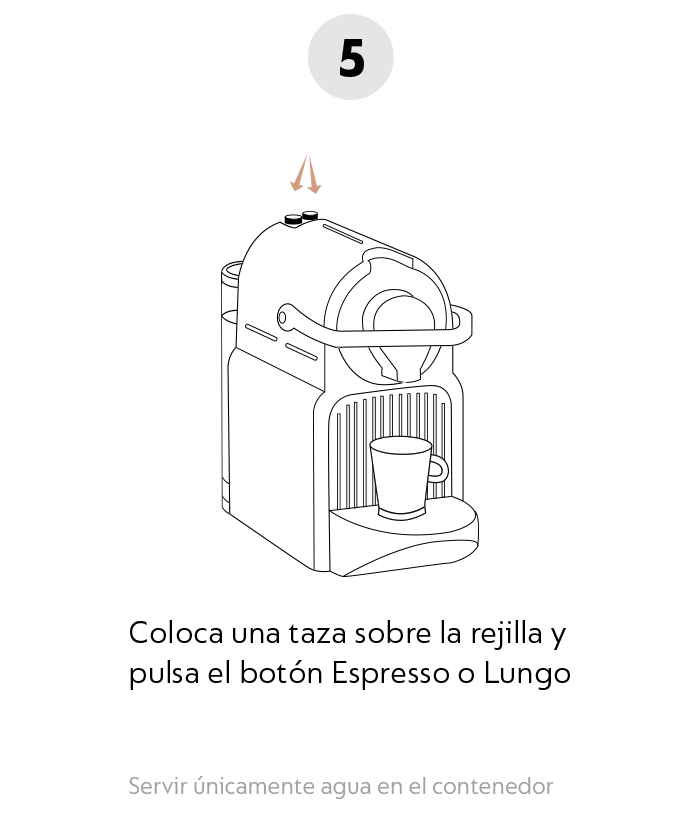 5
Coloca una taza sobre la rejilla y
pulsa el botón Espresso o Lungo
Servir únicamente agua en el contenedor